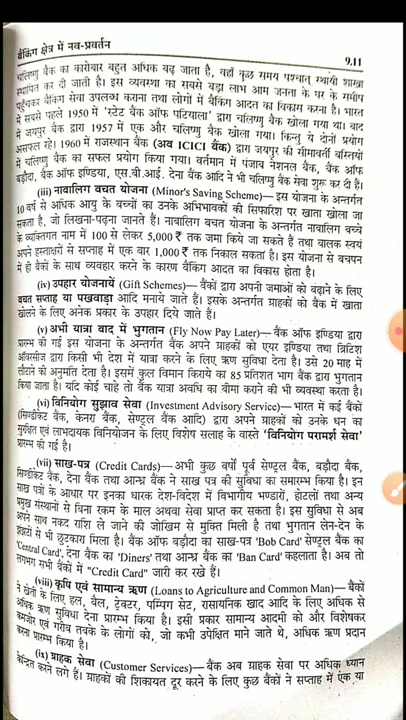 बैंकिंग क्षेत्र में नव-प्रवर्तन
9.11
चलिष्णु बैंक का कारोबार बहुत अधिक बढ़ जाता है, वहाँ कुछ समय पश्चात् स्थायी शाखा
स्थापित कर दी जाती है। इस व्यवस्था का सबसे बड़ा लाभ आम जनता के घर के समीप
पहुँचकर बैंकिंग सेवा उपलब्ध कराना तथा लोगों में बैंकिंग आदत का विकास करना है। भारत
में सबसे पहले 1950 में 'स्टेट बैंक ऑफ पटियाला' द्वारा चलिष्णु बैंक खोला गया था। बाद
में जयपुर बैंक द्वारा 1957 में एक और चलिष्णु बैंक खोला गया। किन्तु ये दोनों प्रयोग
असफल रहे। 1960 में राजस्थान बैंक (अब ICICI बैंक) द्वारा जयपुर की सीमावर्ती बस्तियों
में चलिष्णु बैंक का सफल प्रयोग किया गया। वर्तमान में पंजाब नेशनल बैंक, बैंक ऑफ
बड़ौदा, बैंक ऑफ इण्डिया, एस.बी.आई. देना बैंक आदि ने भी चलिष्णु बैंक सेवा शुरू कर दी हैं।
(iii) नाबालिग बचत योजना (Minor's Saving Scheme)— इस योजना के अन्तर्गत
10 वर्ष से अधिक आयु के बच्चों का उनके अभिभावकों की सिफारिश पर खाता खोला जा
सकता है, जो लिखना-पढ़ना जानते हैं। नाबालिग बचत योजना के अन्तर्गत नाबालिग बच्चे
के व्यक्तिगत नाम में 100 से लेकर 5,000 ₹ तक जमा किये जा सकते हैं तथा बालक स्वयं
अपने हस्ताक्षरों से सप्ताह में एक बार 1,000 ₹ तक निकाल सकता है। इस योजना से बचपन
में ही बैंकों के साथ व्यवहार करने के कारण बैंकिंग आदत का विकास होता है।
(iv) उपहार योजनायें (Gift Schemes)— बैंकों द्वारा अपनी जमाओं को बढ़ाने के लिए
बचत सप्ताह या पखवाड़ा आदि मनाये जाते हैं। इसके अन्तर्गत ग्राहकों को बैंक में खाता
खोलने के लिए अनेक प्रकार के उपहार दिये जाते हैं।
(v) अभी यात्रा बाद में भुगतान (Fly Now Pay Later)— बैंक ऑफ इण्डिया द्वारा
प्रारम्भ की गई इस योजना के अन्तर्गत बैंक अपने ग्राहकों को एयर इण्डिया तथा ब्रिटिश
ऑवरसीज द्वारा किसी भी देश में यात्रा करने के लिए ऋण सुविधा देता है। उसे 20 माह में
लौटाने की अनुमति देता है। इसमें कुल विमान किराये का 85 प्रतिशत भाग बैंक द्वारा भुगतान
किया जाता है। यदि कोई चाहे तो बैंक यात्रा अवधि का बीमा कराने की भी व्यवस्था करता है।
(vi) विनियोग सुझाव सेवा (Investment Advisory Service)— भारत में कई बैंकों
(सिन्डीकेट बैंक, केनरा बैंक, सेण्ट्रल बैंक आदि) द्वारा अपने ग्राहकों को उनके धन का
सुरक्षित एवं लाभदायक विनियोजन के लिए विशेष सलाह के वास्ते 'विनियोग परामर्श सेवा'
प्रारम्भ की गई है।
(vii) साख-पत्र (Credit Cards)— अभी कुछ वर्षों पूर्व सेण्ट्रल बैंक, बड़ौदा बैंक,
सिण्डीकेट बैंक, देना बैंक तथा आन्ध्र बैंक ने साख पत्र की सुविधा का समारम्भ किया है। इन
साख पत्रों के आधार पर इनका धारक देश-विदेश में विभागीय भण्डारों, होटलों तथा अन्य
प्रमुख संस्थानों से बिना रकम के माल अथवा सेवा प्राप्त कर सकता है। इस सुविधा से अब
अपने साथ नकद राशि ले जाने की जोखिम से मुक्ति मिली है तथा भुगतान लेन-देन के
झंझटों से भी छुटकारा मिला है। बैंक ऑफ बड़ौदा का साख-पत्र 'Bob Card' सेण्ट्रल बैंक का
'Central Card', देना बैंक का 'Diners' तथा आन्ध्र बैंक का 'Ban Card' कहलाता है। अब तो
लगभग सभी बैंकों में "Credit Card" जारी कर रखे हैं।
(viii) कृषि एवं सामान्य ऋण (Loans to Agriculture and Common Man)— बैंकों
ने खेती के लिए हल, बैल, ट्रेक्टर, पम्पिंग सेट, रासायनिक खाद आदि के लिए अधिक से
अधिक ऋण सुविधा देना प्रारम्भ किया है। इसी प्रकार सामान्य आदमी को और विशेषकर
कमजोर एवं गरीब तबके के लोगों को, जो कभी उपेक्षित माने जाते थे, अधिक ऋण प्रदान
करना प्रारम्भ किया है।
(ix) ग्राहक सेवा (Customer Services)— बैंक अब ग्राहक सेवा पर अधिक ध्यान
केन्द्रित करने लगे हैं। ग्राहकों की शिकायत दूर करने के लिए कुछ बैंकों ने सप्ताह में एक या